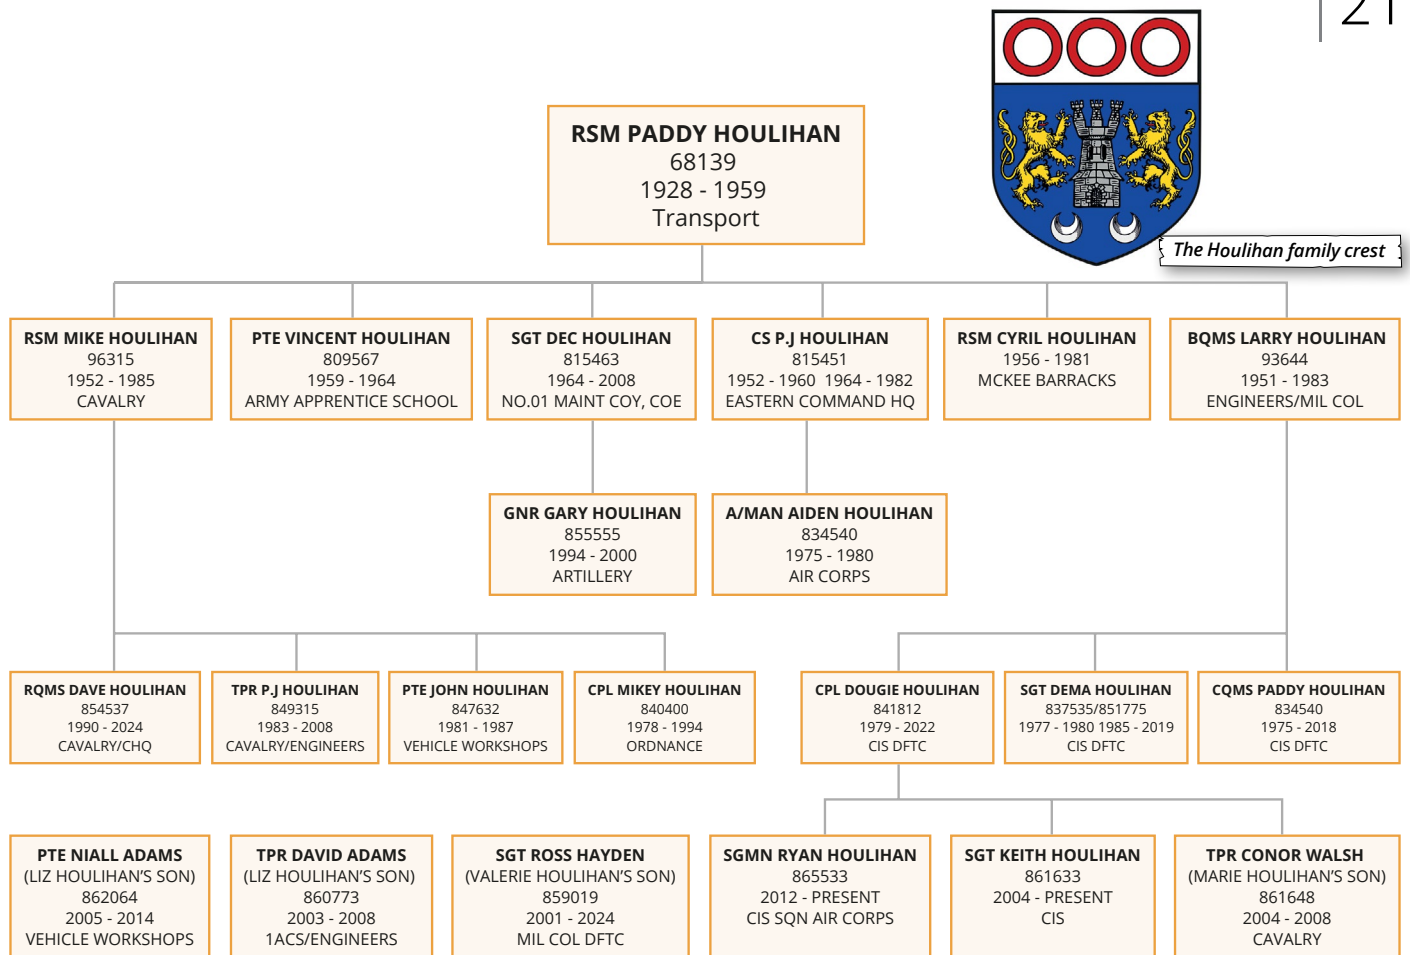 21
RSM PADDY HOULIHAN
68139
1928 - 1959
Transport
The Houlihan family crest
RSM MIKE HOULIHAN
96315
1952 - 1985
CAVALRY
PTE VINCENT HOULIHAN
809567
1959 - 1964
ARMY APPRENTICE SCHOOL
SGT DEC HOULIHAN
815463
1964 - 2008
NO.01 MAINT COY, COE
CS P.J HOULIHAN
815451
1952 - 1960 1964 - 1982
EASTERN COMMAND HQ
RSM CYRIL HOULIHAN
1956 - 1981
MCKEE BARRACKS
BQMS LARRY HOULIHAN
93644
1951 - 1983
ENGINEERS/MIL COL
GNR GARY HOULIHAN
855555
1994 - 2000
ARTILLERY
A/MAN AIDEN HOULIHAN
834540
1975 - 1980
AIR CORPS
RQMS DAVE HOULIHAN
854537
1990 - 2024
CAVALRY/CHQ
TPR P.J HOULIHAN
849315
1983 - 2008
CAVALRY/ENGINEERS
PTE JOHN HOULIHAN
847632
1981 - 1987
VEHICLE WORKSHOPS
CPL MIKEY HOULIHAN
840400
1978 - 1994
ORDNANCE
CPL DOUGIE HOULIHAN
841812
1979 - 2022
CIS DFTC
SGT DEMA HOULIHAN
837535/851775
1977 - 1980 1985 - 2019
CIS DFTC
CQMS PADDY HOULIHAN
834540
1975 - 2018
CIS DFTC
PTE NIALL ADAMS
(LIZ HOULIHAN'S SON)
862064
2005 - 2014
VEHICLE WORKSHOPS
TPR DAVID ADAMS
(LIZ HOULIHAN'S SON)
860773
2003 - 2008
1ACS/ENGINEERS
SGT ROSS HAYDEN
(VALERIE HOULIHAN'S SON)
859019
2001 - 2024
MIL COL DFTC
SGMN RYAN HOULIHAN
865533
2012 - PRESENT
CIS SQN AIR CORPS
SGT KEITH HOULIHAN
861633
2004 - PRESENT
CIS
TPR CONOR WALSH
(MARIE HOULIHAN'S SON)
861648
2004 - 2008
CAVALRY